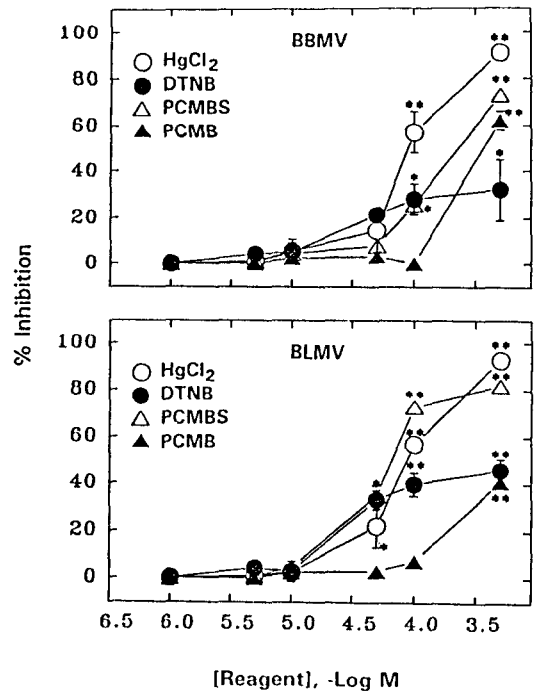 100
80
60
40
20
0
BBMV
HgCl₂
DTNB
PCMBS
PCMB
**
**
**
**
*
*
*
% Inhibition
100
80
60
40
20
0
BLMV
HgCl₂
DTNB
PCMBS
PCMB
**
**
**
**
**
**
**
*
*
*
6.5 6.0 5.5 5.0 4.5 4.0 3.5
[Reagent], -Log M